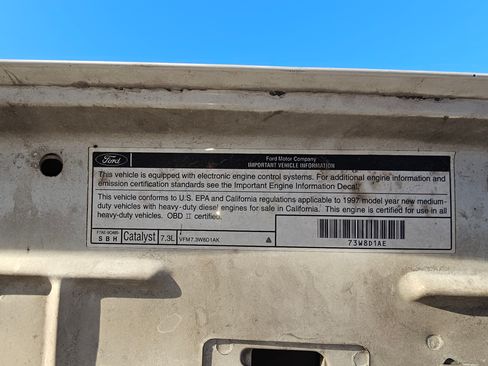 Ford
Ford Motor Company
IMPORTANT VEHICLE INFORMATION
This vehicle is equipped with electronic engine control systems. For additional engine information and
emission certification standards see the Important Engine Information Decal.
This vehicle conforms to U.S. EPA and California regulations applicable to 1997 model year new medium-
duty vehicles with heavy-duty diesel engines for sale in California. This engine is certified for use in all
heavy-duty vehicles. OBD II certified.
SBH
Catalyst
7.3L
VFM7.3W8D1AK
73W8D1AE